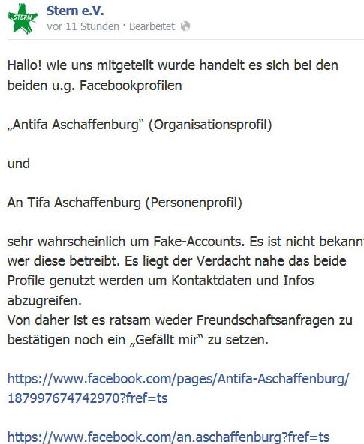 STERN
Stern e.V.
vor 11 Stunden · Bearbeitet
Hallo! wie uns mitgeteilt wurde handelt es sich bei den
beiden u.g. Facebookprofilen
„Antifa Aschaffenburg“ (Organisationsprofil)
und
An Tifa Aschaffenburg (Personenprofil)
sehr wahrscheinlich um Fake-Accounts. Es ist nicht bekann
wer diese betreibt. Es liegt der Verdacht nahe das beide
Profile genutzt werden um Kontaktdaten und Infos
abzugreifen.
Von daher ist es ratsam weder Freundschaftsanfragen zu
bestätigen noch ein „Gefällt mir“ zu setzen.
https://www.facebook.com/pages/Antifa-Aschaffenburg/
187997674742970?fref=ts
https://www.facebook.com/an.aschaffenburg?fref=ts